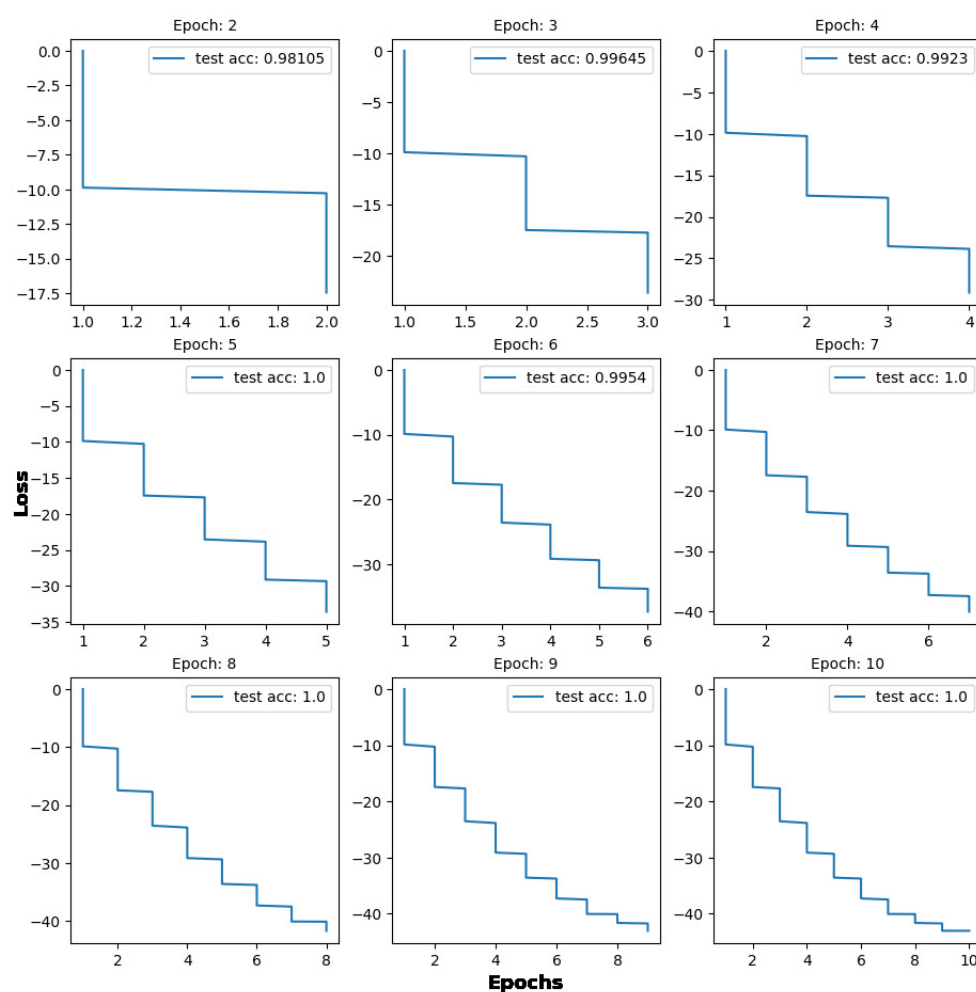 Epoch: 2
test acc: 0.98105
0.0
−2.5
−5.0
−7.5
−10.0
−12.5
−15.0
−17.5
1.0 1.2 1.4 1.6 1.8 2.0
Epoch: 3
test acc: 0.99645
0
−5
−10
−15
−20
1.0 1.5 2.0 2.5 3.0
Epoch: 4
test acc: 0.9923
0
−5
−10
−15
−20
−25
−30
1 2 3 4
Loss
Epoch: 5
test acc: 1.0
0
−5
−10
−15
−20
−25
−30
−35
1 2 3 4 5
Epoch: 6
test acc: 0.9954
0
−10
−20
−30
1 2 3 4 5 6
Epoch: 7
test acc: 1.0
0
−10
−20
−30
−40
2 4 6
Epoch: 8
test acc: 1.0
0
−10
−20
−30
−40
2 4 6 8
Epoch: 9
test acc: 1.0
0
−10
−20
−30
−40
2 4 6 8
Epoch: 10
test acc: 1.0
0
−10
−20
−30
−40
2 4 6 8 10
Epochs